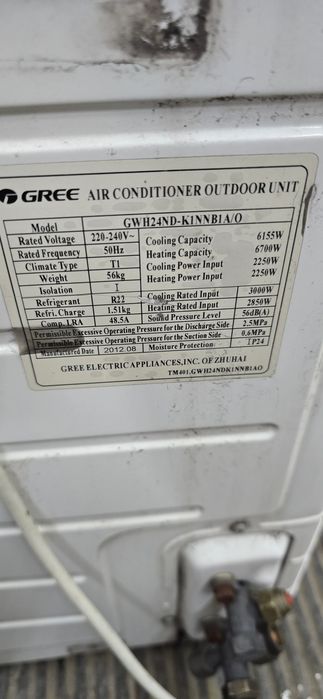 GREE AIR CONDITIONER OUTDOOR UNIT
Model GWH24ND-K1NNB1A/O
Rated Voltage 220-240V~ Cooling Capacity 6155W
Rated Frequency 50Hz Heating Capacity 6700W
Climate Type T1 Cooling Power Input 2250W
Weight 56kg Heating Power Input 2250W
Isolation I Cooling Rated Input 3000W
Refrigerant R22 Heating Rated Input 2850W
Refri.Charge 1.51kg Sound Pressure Level 56dB(A)
Comp. LRA 48.5A
Permissible Excessive Operating Pressure for the Discharge Side 2.5MPa
Permissible Excessive Operating Pressure for the Suction Side 0.6MPa
Manufactured Date 2012.08 Moisture Protection IP24
GREE ELECTRIC APPLIANCES,INC. OF ZHUHAI
TM401.GWH24NDK1NNB1AO